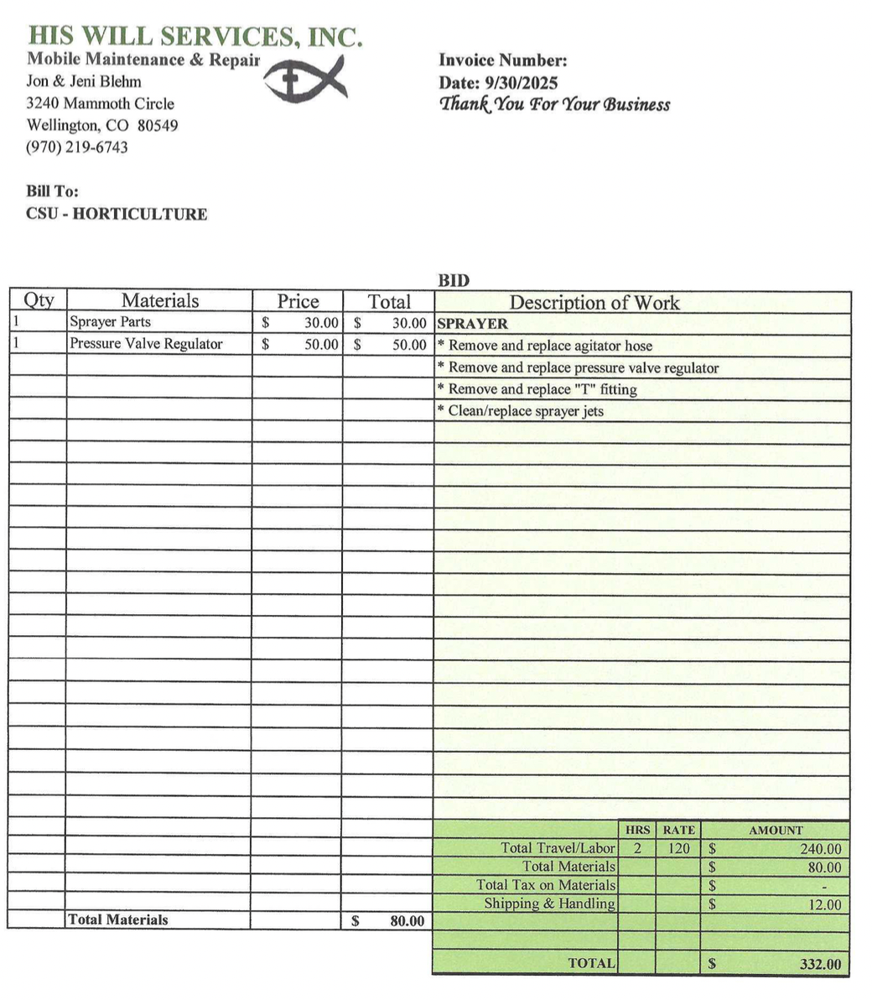 HIS WILL SERVICES, INC.
Mobile Maintenance & Repair
Jon & Jeni Blehm
3240 Mammoth Circle
Wellington, CO 80549
(970) 219-6743
Invoice Number:
Date: 9/30/2025
Thank You For Your Business
Bill To:
CSU - HORTICULTURE
BID
Qty Materials Price Total Description of Work
1 Sprayer Parts $ 30.00 $ 30.00 SPRAYER
1 Pressure Valve Regulator $ 50.00 $ 50.00 * Remove and replace agitator hose
* Remove and replace pressure valve regulator
* Remove and replace "T" fitting
* Clean/replace sprayer jets
HRS RATE AMOUNT
Total Travel/Labor 2 120 $ 240.00
Total Materials $ 80.00
Total Tax on Materials $ -
Shipping & Handling $ 12.00
Total Materials $ 80.00
TOTAL $ 332.00